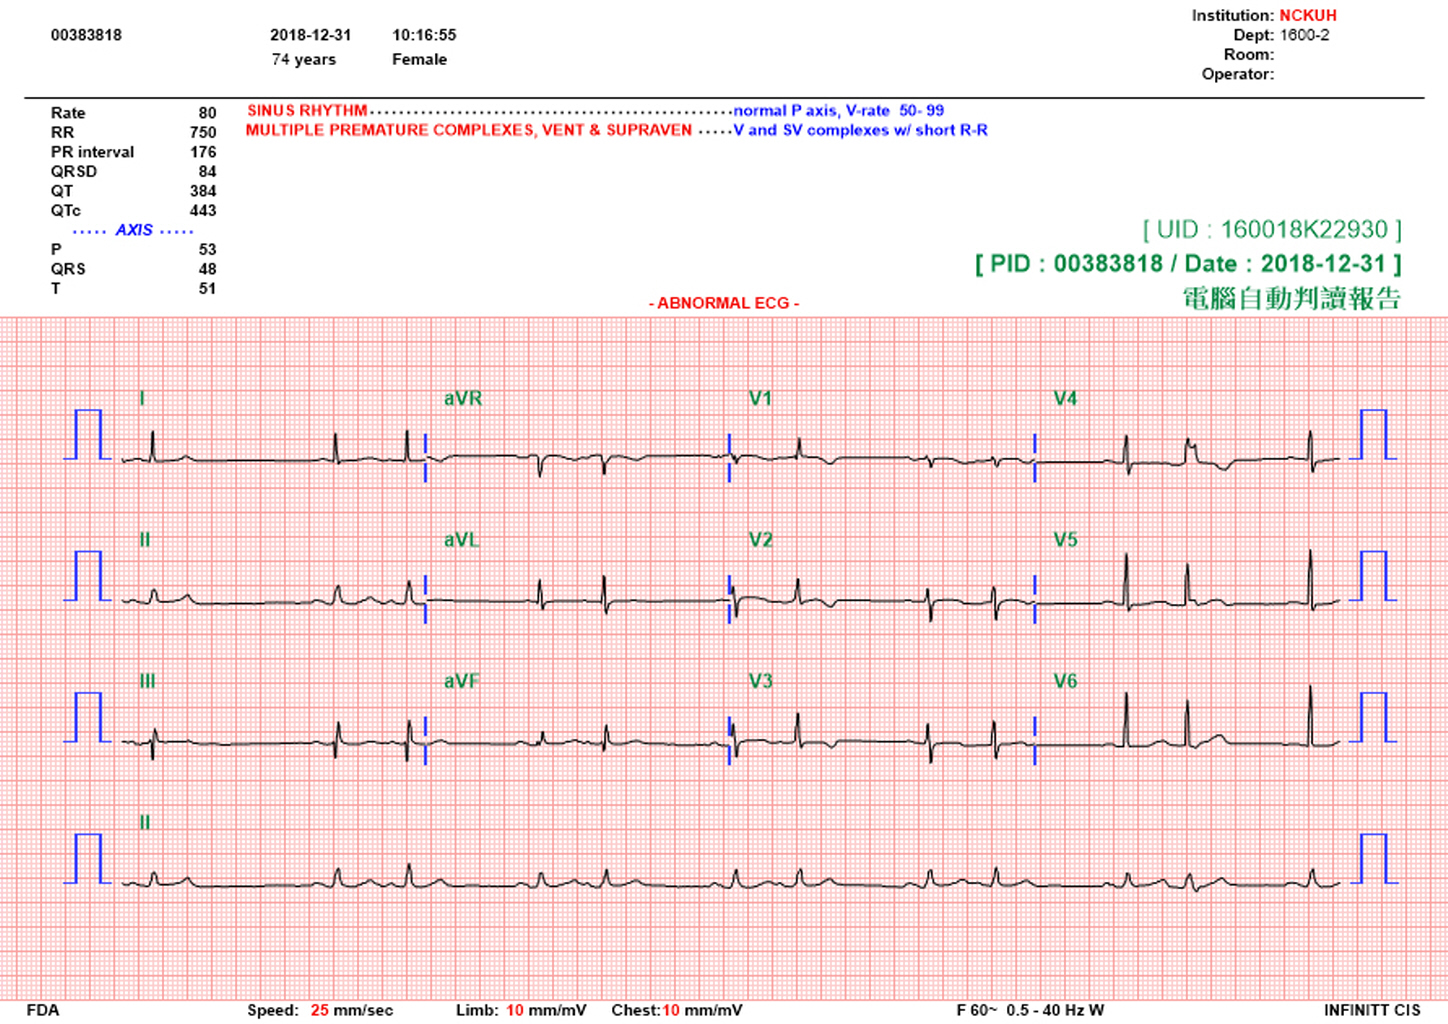 Institution: NCKUH
00383818 2018-12-31 10:16:55 Dept: 1600-2
74 years Female Room:
Operator:
Rate 80 SINUS RHYTHM normal P axis, V-rate 50- 99
RR 750 MULTIPLE PREMATURE COMPLEXES, VENT & SUPRAVEN V and SV complexes w/ short R-R
PR interval 176
QRSD 84
QT 384
QTc 443
AXIS
[ UID : 160018K22930 ]
P 53
[ PID : 00383818 / Date : 2018-12-31 ]
QRS 48
T 51
電腦自動判讀報告
- ABNORMAL ECG -
I aVR V1 V4
II aVL V2 V5
III aVF V3 V6
II
FDA Speed: 25 mm/sec Limb: 10 mm/mV Chest:10 mm/mV F 60~ 0.5 - 40 Hz W INFINITT CIS